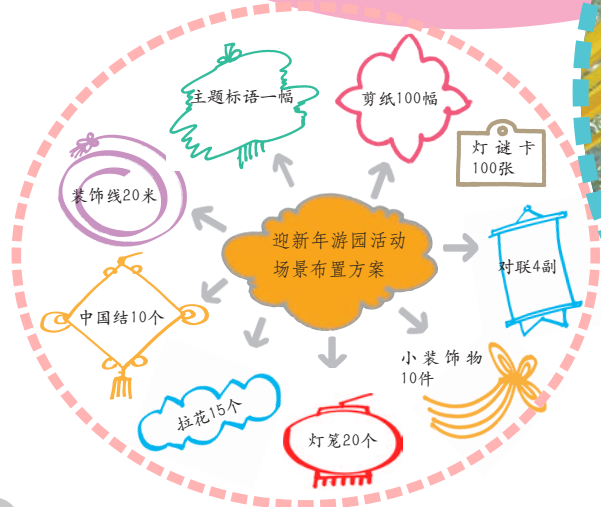 主题标语一幅
剪纸100幅
灯谜卡
100张
装饰线20米
迎新年游园活动
场景布置方案
对联4副
中国结10个
小装饰物
10件
拉花15个
灯笼20个